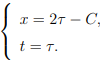 x = 2τ − C,
t = τ.